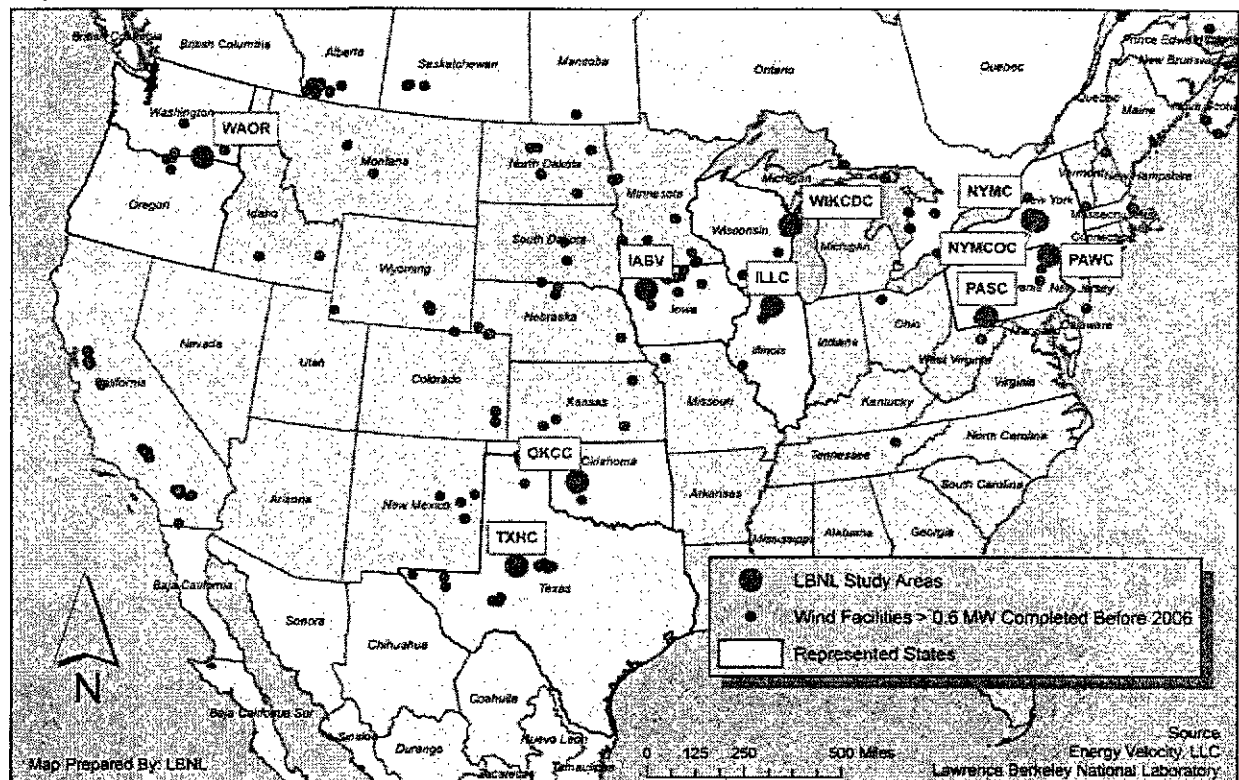 British Columbia
Alberta
Saskatchewan
Manitoba
Ontario
Quebec
Prince Edward
New Brunswick
Quebec
Maine
Nova Scotia
Washington
WAOR
Montana
North Dakota
Minnesota
Michigan
WIKCDC
NYMC
Vermont
New Hampshire
New York
Massachu
Oregon
Idaho
South Dakota
Wisconsin
Michigan
NYMCOC
PAWC
Wyoming
IABV
ILLC
PASC
New Jersey
Iowa
Nebraska
Ohio
Delaware
Nevada
Utah
Illinois
Indiana
West Virginia
California
Colorado
Kansas
Missouri
Kentucky
Virginia
OKCC
Oklahoma
Tennessee
North Carolina
Arizona
New Mexico
Arkansas
South Carolina
TXHC
Mississippi
Alabama
Georgia
Texas
LBNL Study Areas
Wind Facilities > 0.6 MW Completed Before 2006
Represented States
Baja California
Sonora
Chihuahua
Coahuila
N
Baja California Sur
Sinaloa
Durango
Nuevo Leon
Tamaulipas
Zacatecas
0 125 250 500 Miles
Map Prepared By: LBNL
Source
Energy Velocity, LLC
Lawrence Berkeley National Laboratory